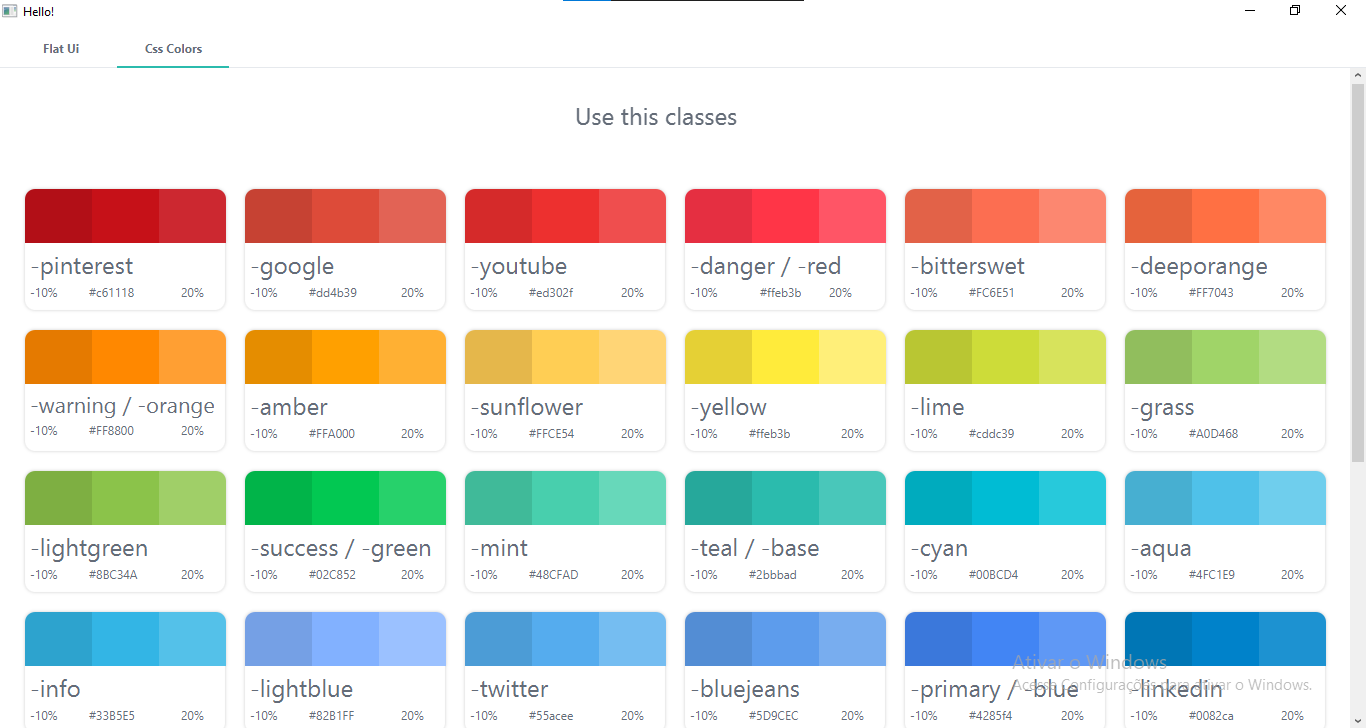 Hello!
Flat Ui
Css Colors
Use this classes
-pinterest
-10% #c61118 20%
-google
-10% #dd4b39 20%
-youtube
-10% #ed302f 20%
-danger / -red
-10% #ffeb3b 20%
-bitterswet
-10% #FC6E51 20%
-deeporange
-10% #FF7043 20%
-warning / -orange
-10% #FF8800 20%
-amber
-10% #FFA000 20%
-sunflower
-10% #FFCE54 20%
-yellow
-10% #ffeb3b 20%
-lime
-10% #cddc39 20%
-grass
-10% #A0D468 20%
-lightgreen
-10% #8BC34A 20%
-success / -green
-10% #02C852 20%
-mint
-10% #48CFAD 20%
-teal / -base
-10% #2bbbad 20%
-cyan
-10% #00BCD4 20%
-aqua
-10% #4FC1E9 20%
-info
-10% #33B5E5 20%
-lightblue
-10% #82B1FF 20%
-twitter
-10% #55acee 20%
-bluejeans
-10% #5D9CEC 20%
-primary / -blue
-10% #4285f4 20%
-linkedin
-10% #0082ca 20%
Ativar o Windows
Acesse Configurações para ativar o Windows.